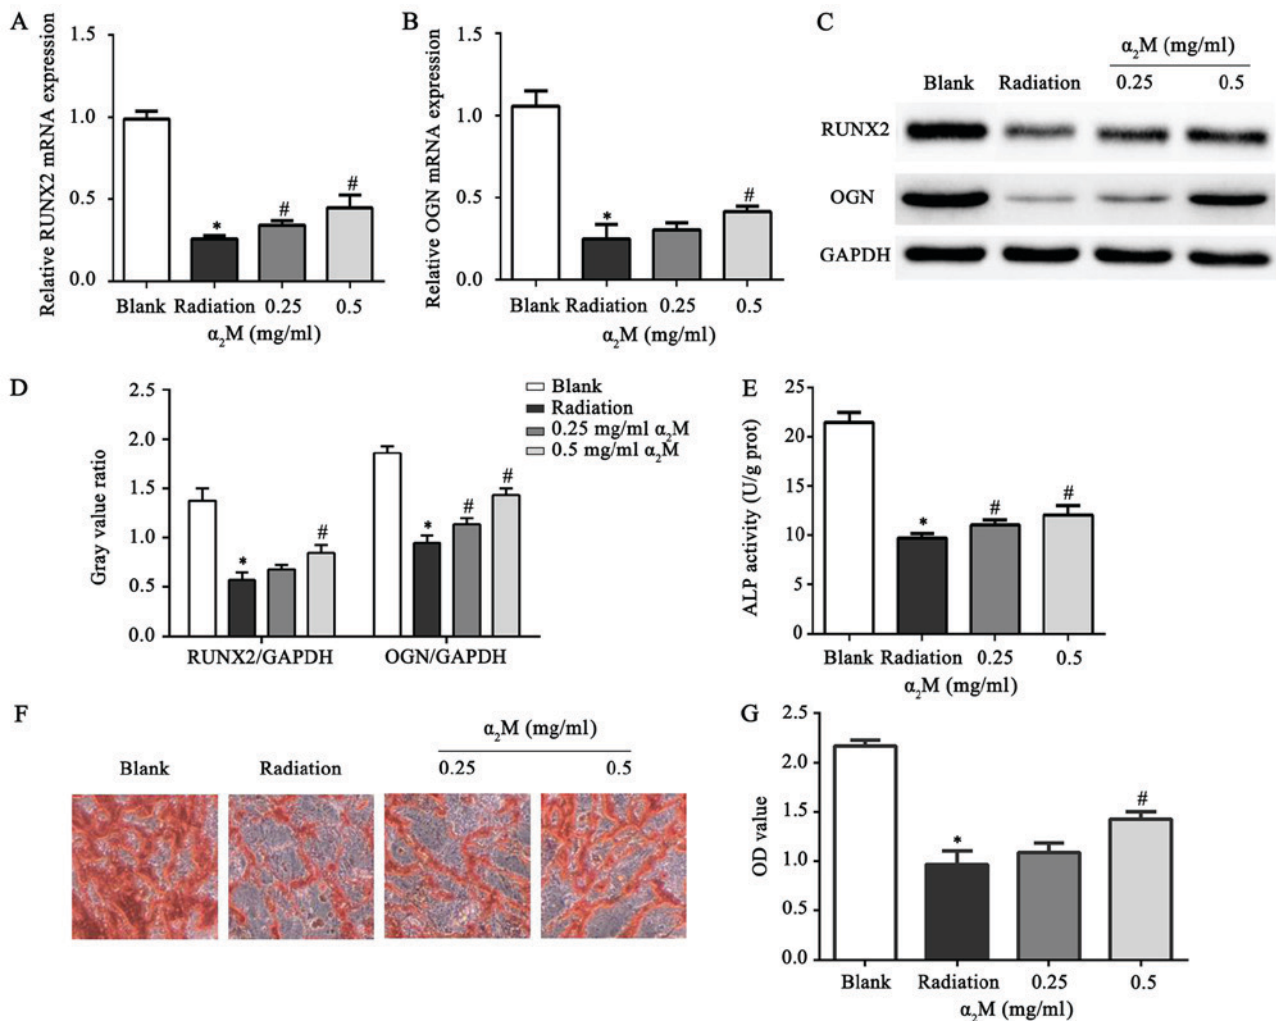 A
Relative RUNX2 mRNA expression
1.5
1.0
0.5
0.0
*
#
#
Blank Radiation 0.25 0.5
α₂M (mg/ml)
B
Relative OGN mRNA expression
1.5
1.0
0.5
0.0
*
#
Blank Radiation 0.25 0.5
α₂M (mg/ml)
C
α₂M (mg/ml)
Blank Radiation 0.25 0.5
RUNX2
OGN
GAPDH
D
Gray value ratio
2.5
2.0
1.5
1.0
0.5
0.0
*
#
*
#
#
RUNX2/GAPDH OGN/GAPDH
Blank
Radiation
0.25 mg/ml α₂M
0.5 mg/ml α₂M
E
ALP activity (U/g prot)
25
20
15
10
5
0
*
#
#
Blank Radiation 0.25 0.5
α₂M (mg/ml)
F
α₂M (mg/ml)
Blank Radiation 0.25 0.5
G
OD value
2.5
2.0
1.5
1.0
0.5
0.0
*
#
Blank Radiation 0.25 0.5
α₂M (mg/ml)